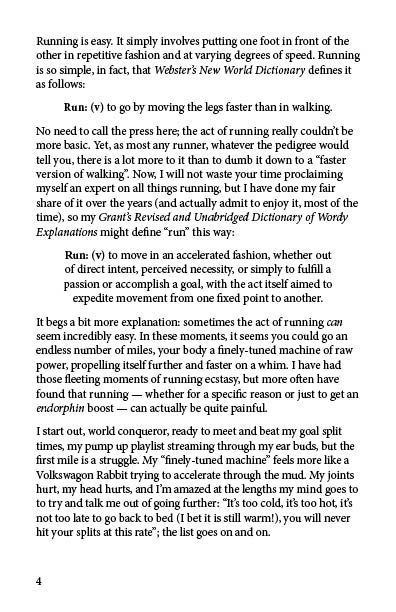 Running is easy. It simply involves putting one foot in front of the
other in repetitive fashion and at varying degrees of speed. Running
is so simple, in fact, that Webster's New World Dictionary defines it
as follows:
Run: (v) to go by moving the legs faster than in walking.
No need to call the press here; the act of running really couldn't be
more basic. Yet, as most any runner, whatever the pedigree would
tell you, there is a lot more to it than to dumb it down to a “faster
version of walking”. Now, I will not waste your time proclaiming
myself an expert on all things running, but I have done my fair
share of it over the years (and actually admit to enjoy it, most of the
time), so my Grant's Revised and Unabridged Dictionary of Wordy
Explanations might define “run” this way:
Run: (v) to move in an accelerated fashion, whether out
of direct intent, perceived necessity, or simply to fulfill a
passion or accomplish a goal, with the act itself aimed to
expedite movement from one fixed point to another.
It begs a bit more explanation: sometimes the act of running can
seem incredibly easy. In these moments, it seems you could go an
endless number of miles, your body a finely-tuned machine of raw
power, propelling itself further and faster on a whim. I have had
those fleeting moments of running ecstasy, but more often have
found that running — whether for a specific reason or just to get an
endorphin boost — can actually be quite painful.
I start out, world conqueror, ready to meet and beat my goal split
times, my pump up playlist streaming through my ear buds, but the
first mile is a struggle. My “finely-tuned machine” feels more like a
Volkswagon Rabbit trying to accelerate through the mud. My joints
hurt, my head hurts, and I'm amazed at the lengths my mind goes to
to try and talk me out of going further: “It's too cold, it's too hot, it's
not too late to go back to bed (I bet it is still warm!), you will never
hit your splits at this rate”; the list goes on and on.
4